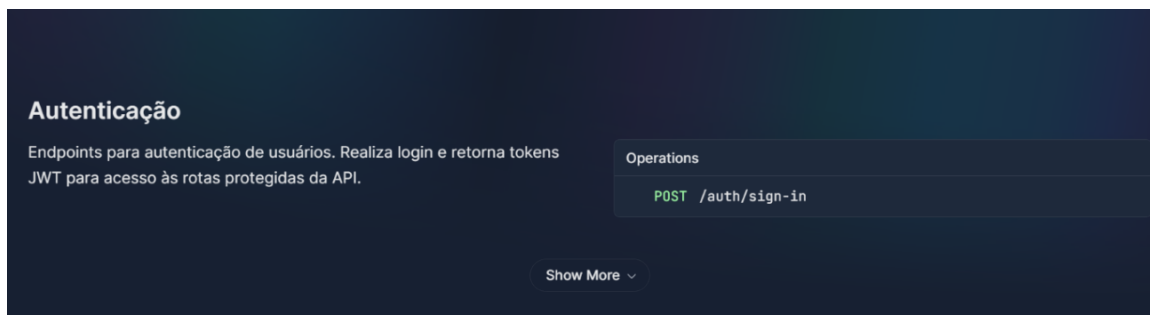 Autenticação
Endpoints para autenticação de usuários. Realiza login e retorna tokens
JWT para acesso às rotas protegidas da API.
Operations
POST /auth/sign-in
Show More